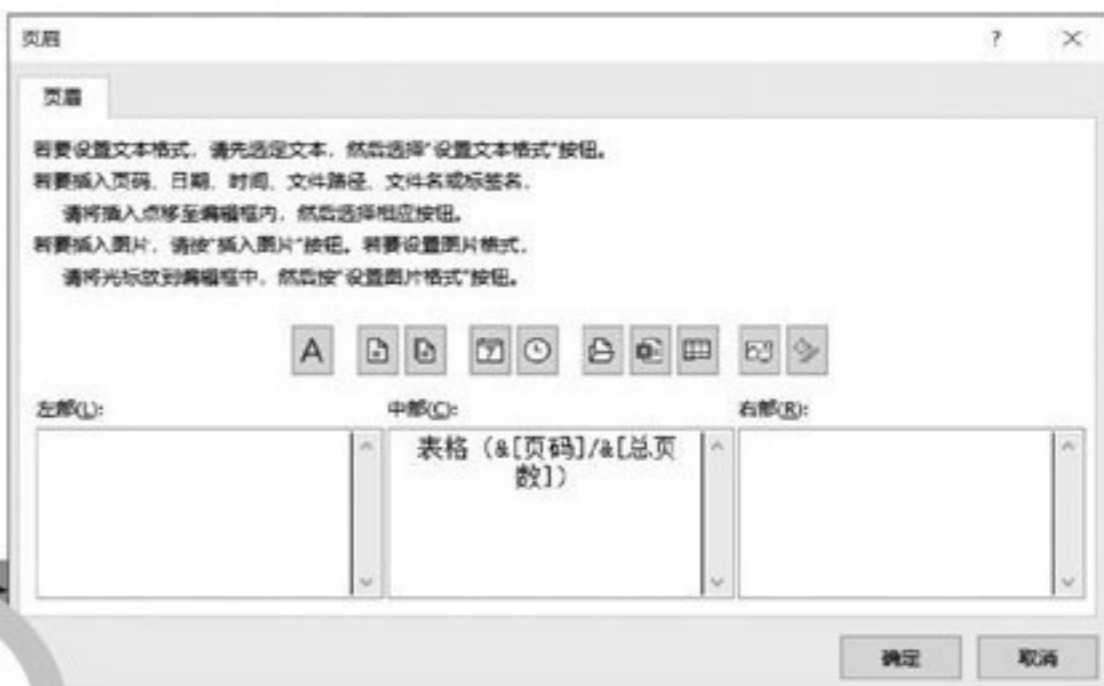 页眉
页眉
若要设置文本格式，请先选定文本，然后选择"设置文本格式"按钮。
若要插入页码、日期、时间、文件路径、文件名或标签名，
请将插入点移至编辑框内，然后选择相应按钮。
若要插入图片，请按"插入图片"按钮。若要设置图片格式，
请将光标放到编辑框中，然后按"设置图片格式"按钮。
左部(L):
中部(C):
右部(R):
表格（&[页码]/&[总页
数]）
确定
取消